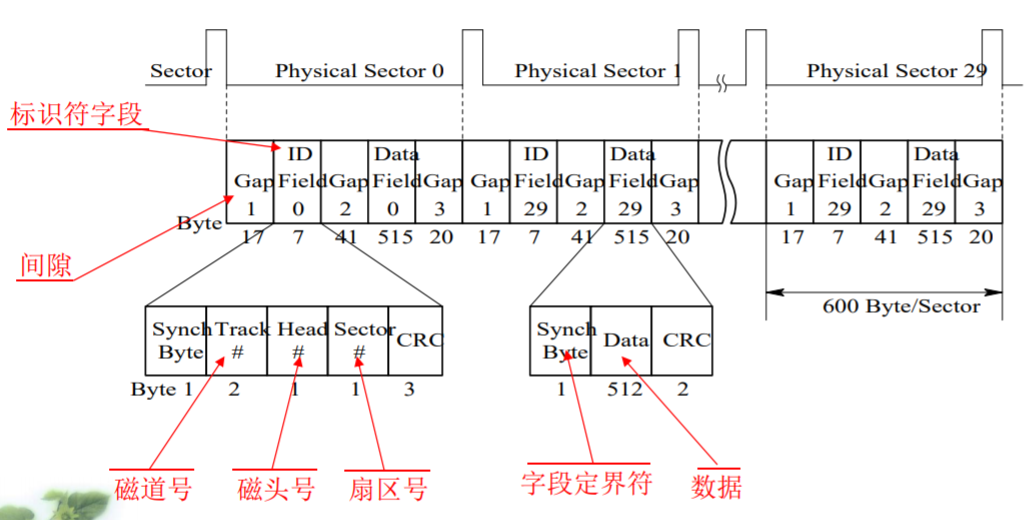 Sector Physical Sector 0 Physical Sector 1 Physical Sector 29
标识符字段
ID Data ID Data ID Data
Gap Field Gap Field Gap Gap Field Gap Field Gap Gap Field Gap Field Gap
1 0 2 0 3 1 29 2 29 3 1 29 2 29 3
Byte
17 7 41 515 20 17 7 41 515 20 17 7 41 515 20
间隙
600 Byte/Sector
Synch Track Head Sector CRC Synch Data CRC
Byte # # # Byte
Byte 1 2 1 1 3 1 512 2
磁道号 磁头号 扇区号 字段定界符 数据